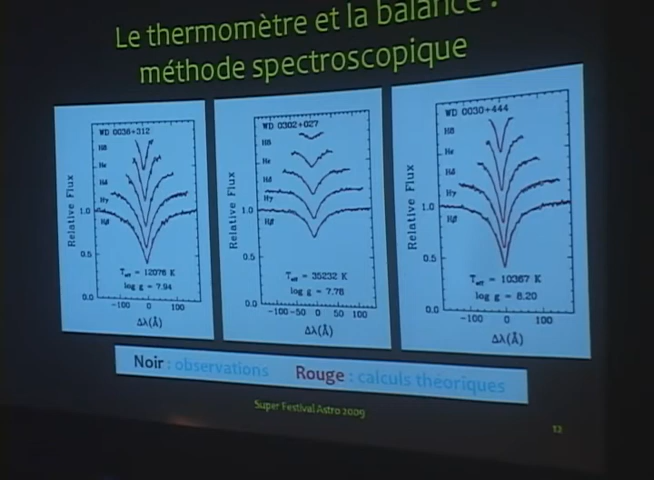 Le thermomètre et la balance :
méthode spectroscopique
WD 0036+312
H8
Hε
Hδ
Hγ
Hβ
Relative Flux
1.0
0.5
0.0
Teff = 12076 K
log g = 7.94
-100 0 100
Δλ(Å)
WD 0302+027
H8
Hε
Hδ
Hγ
Hβ
Relative Flux
1.0
0.5
0.0
Teff = 35232 K
log g = 7.78
-100 -50 0 50 100
Δλ(Å)
WD 0030+444
H8
Hε
Hδ
Hγ
Hβ
Relative Flux
1.0
0.5
0.0
Teff = 10367 K
log g = 8.20
-100 0 100
Δλ(Å)
Noir : observations Rouge : calculs théoriques
Super Festival Astro 2009
12